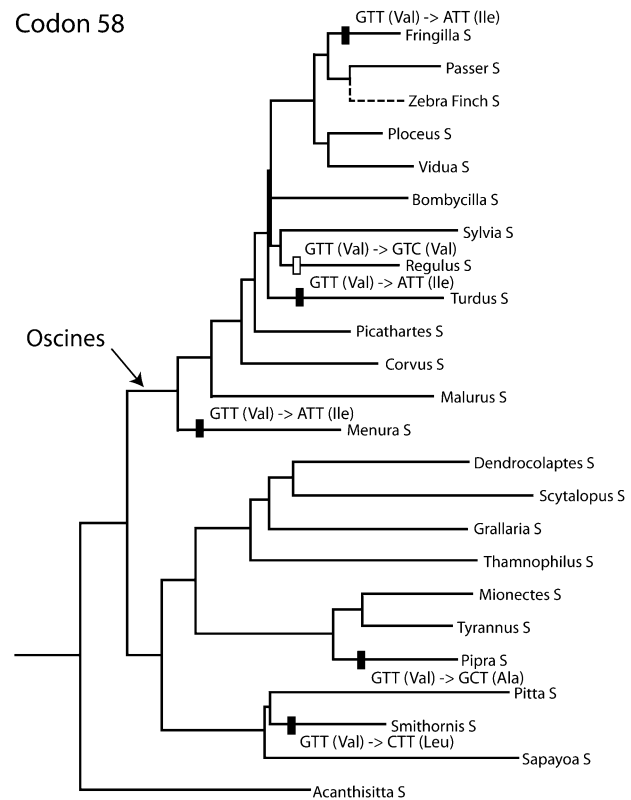 Codon 58
GTT (Val) -> ATT (Ile)
Fringilla S
Passer S
Zebra Finch S
Ploceus S
Vidua S
Bombycilla S
Sylvia S
GTT (Val) -> GTC (Val)
Regulus S
GTT (Val) -> ATT (Ile)
Turdus S
Picathartes S
Oscines
Corvus S
Malurus S
GTT (Val) -> ATT (Ile)
Menura S
Dendrocolaptes S
Scytalopus S
Grallaria S
Thamnophilus S
Mionectes S
Tyrannus S
Pipra S
GTT (Val) -> GCT (Ala)
Pitta S
Smithornis S
GTT (Val) -> CTT (Leu)
Sapayoa S
Acanthisitta S